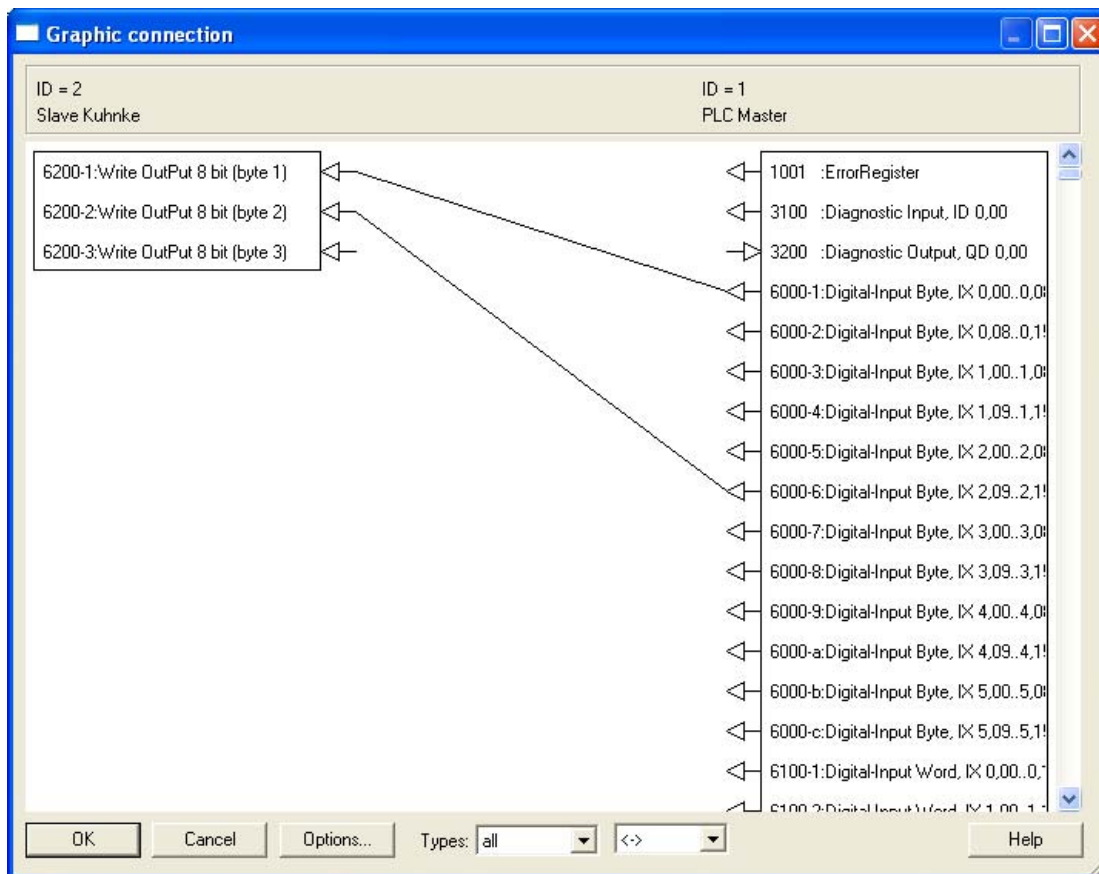 Graphic connection
ID = 2
Slave Kuhnke
ID = 1
PLC Master
6200-1:Write OutPut 8 bit (byte 1)
6200-2:Write OutPut 8 bit (byte 2)
6200-3:Write OutPut 8 bit (byte 3)
1001 :ErrorRegister
3100 :Diagnostic Input, ID 0,00
3200 :Diagnostic Output, QD 0,00
6000-1:Digital-Input Byte, IX 0,00..0,0
6000-2:Digital-Input Byte, IX 0,08..0,1
6000-3:Digital-Input Byte, IX 1,00..1,0
6000-4:Digital-Input Byte, IX 1,09..1,1
6000-5:Digital-Input Byte, IX 2,00..2,0
6000-6:Digital-Input Byte, IX 2,09..2,1
6000-7:Digital-Input Byte, IX 3,00..3,0
6000-8:Digital-Input Byte, IX 3,09..3,1
6000-9:Digital-Input Byte, IX 4,00..4,0
6000-a:Digital-Input Byte, IX 4,09..4,1
6000-b:Digital-Input Byte, IX 5,00..5,0
6000-c:Digital-Input Byte, IX 5,09..5,1
6100-1:Digital-Input Word, IX 0,00..0,
6100-2:Digital-Input Word, IX 1,00..1,
OK
Cancel
Options...
Types:
all
<->
Help